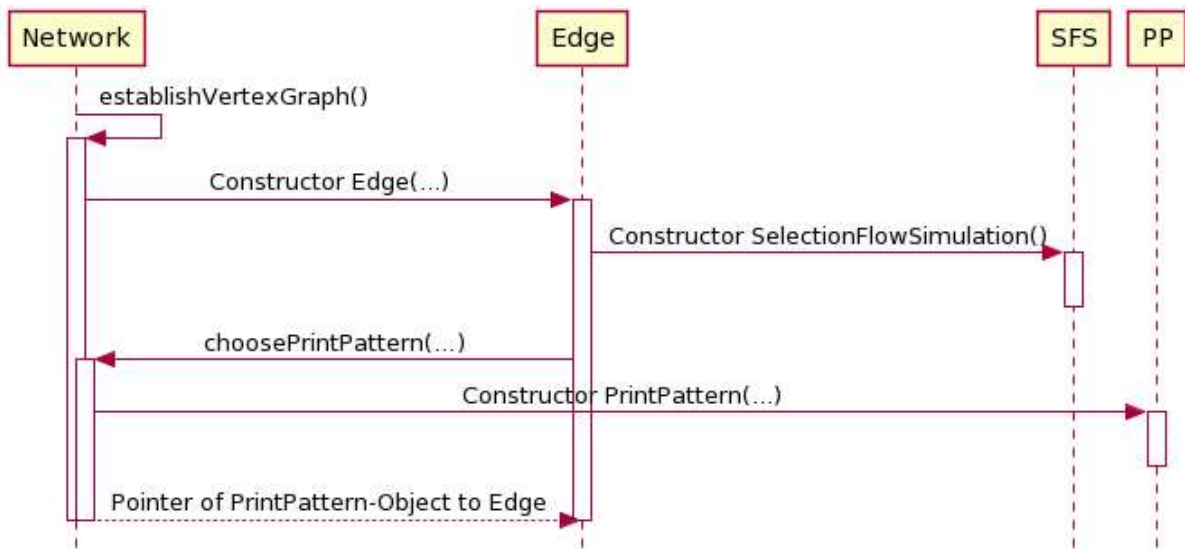 Network
Edge
SFS
PP
establishVertexGraph()
Constructor Edge(...)
Constructor SelectionFlowSimulation()
choosePrintPattern(...)
Constructor PrintPattern(...)
Pointer of PrintPattern-Object to Edge